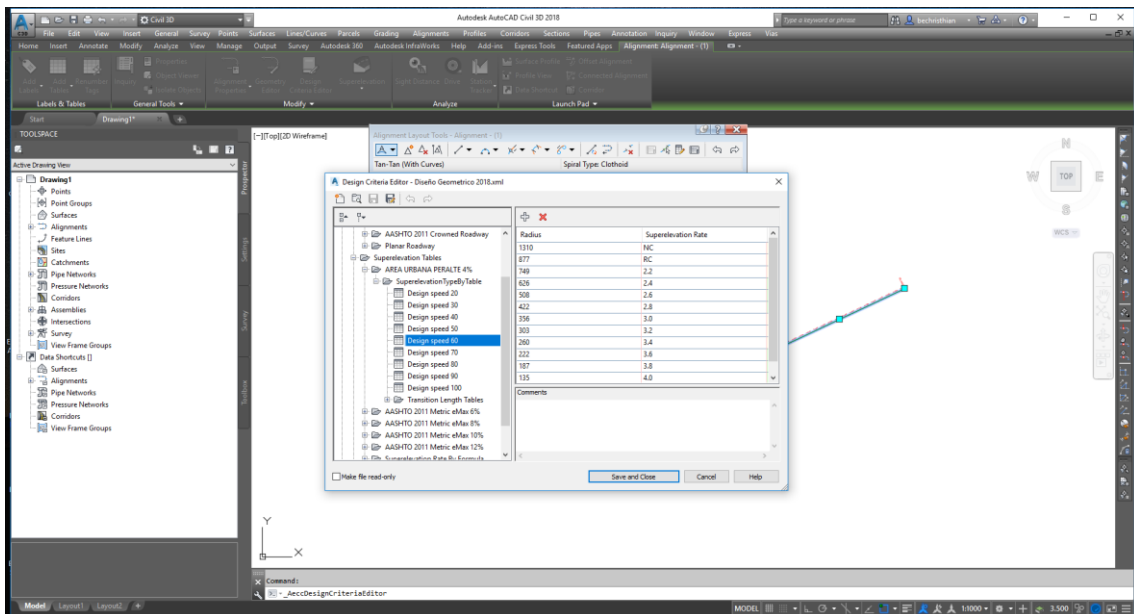 Civil 3D
Autodesk AutoCAD Civil 3D 2018
Type a keyword or phrase
bechristhian
File Edit View Insert General Survey Points Surfaces Lines/Curves Parcels Grading Alignments Profiles Corridors Sections Pipes Annotation Inquiry Window Express Vias
Home Insert Annotate Modify Analyze View Manage Output Survey Autodesk 360 Autodesk InfraWorks Help Add-ins Express Tools Featured Apps Alignment: Alignment - (1)
Labels & Tables General Tools Modify Analyze Launch Pad
Start Drawing1*
TOOLSPACE
Active Drawing View
Drawing1
Points
Point Groups
Surfaces
Alignments
Feature Lines
Sites
Catchments
Pipe Networks
Pressure Networks
Corridors
Assemblies
Intersections
Survey
View Frame Groups
Data Shortcuts []
Surfaces
Alignments
Pipe Networks
Pressure Networks
Corridors
View Frame Groups
Prospector
Settings
Survey
Toolbox
[-][Top][2D Wireframe]
Alignment Layout Tools - Alignment - (1)
Tan-Tan (With Curves) Spiral Type: Clothoid
Design Criteria Editor - Diseño Geometrico 2018.xml
AASHTO 2011 Crowned Roadway
Planar Roadway
Superelevation Tables
AREA URBANA PERALTE 4%
SuperelevationTypeByTable
Design speed 20
Design speed 30
Design speed 40
Design speed 50
Design speed 60
Design speed 70
Design speed 80
Design speed 90
Design speed 100
Transition Length Tables
AASHTO 2011 Metric eMax 6%
AASHTO 2011 Metric eMax 8%
AASHTO 2011 Metric eMax 10%
AASHTO 2011 Metric eMax 12%
Superelevation Rate By Formula
Radius Superelevation Rate
1310 NC
877 RC
749 2.2
626 2.4
508 2.6
422 2.8
356 3.0
303 3.2
260 3.4
222 3.6
187 3.8
135 4.0
Comments
Make file read-only
Save and Close Cancel Help
N
W TOP E
S
WCS
Y
X
Command:
- _AeccDesignCriteriaEditor
Model Layout1 Layout2 +
MODEL 1:1000 3.500